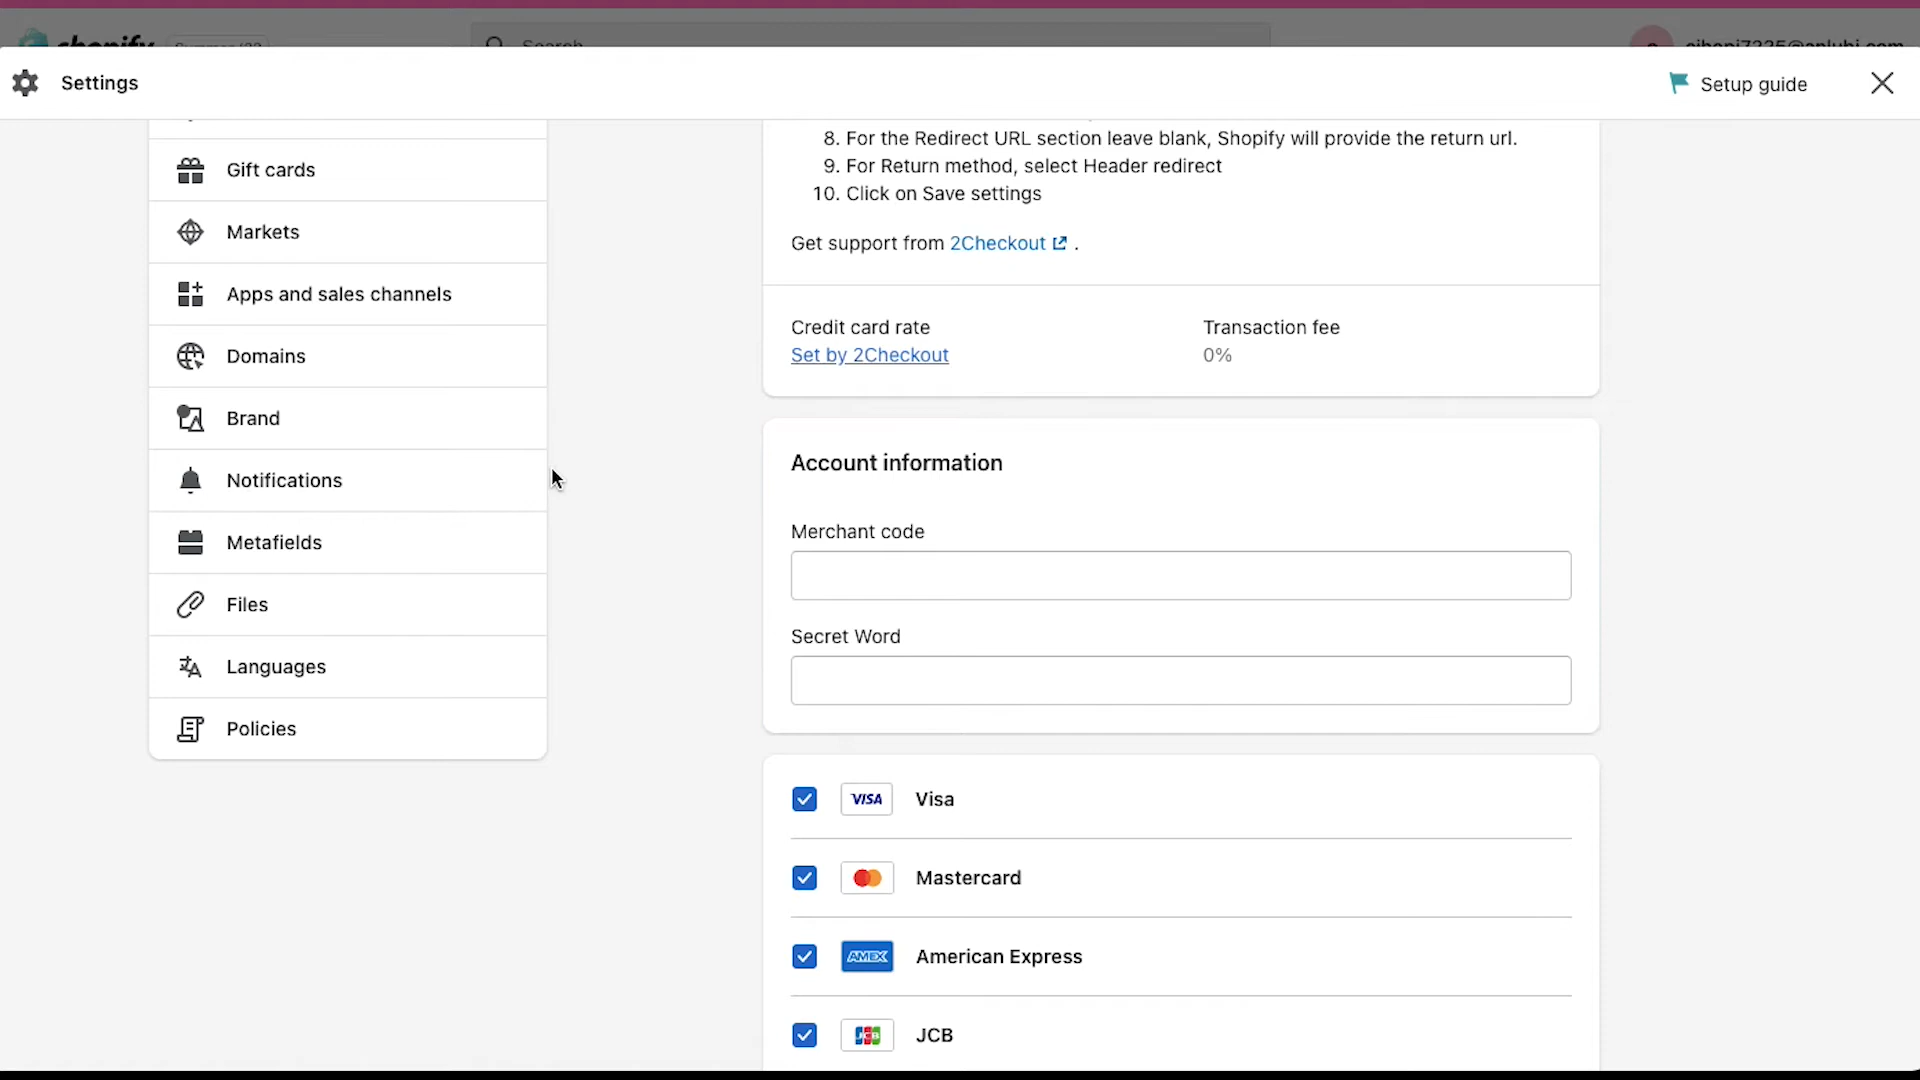 shopify
Search
Settings
Setup guide
Gift cards
Markets
Apps and sales channels
Domains
Brand
Notifications
Metafields
Files
Languages
Policies
8. For the Redirect URL section leave blank, Shopify will provide the return url.
9. For Return method, select Header redirect
10. Click on Save settings
Get support from 2Checkout .
Credit card rate
Set by 2Checkout
Transaction fee
0%
Account information
Merchant code
Secret Word
VISA Visa
Mastercard
AMEX American Express
JCB JCB